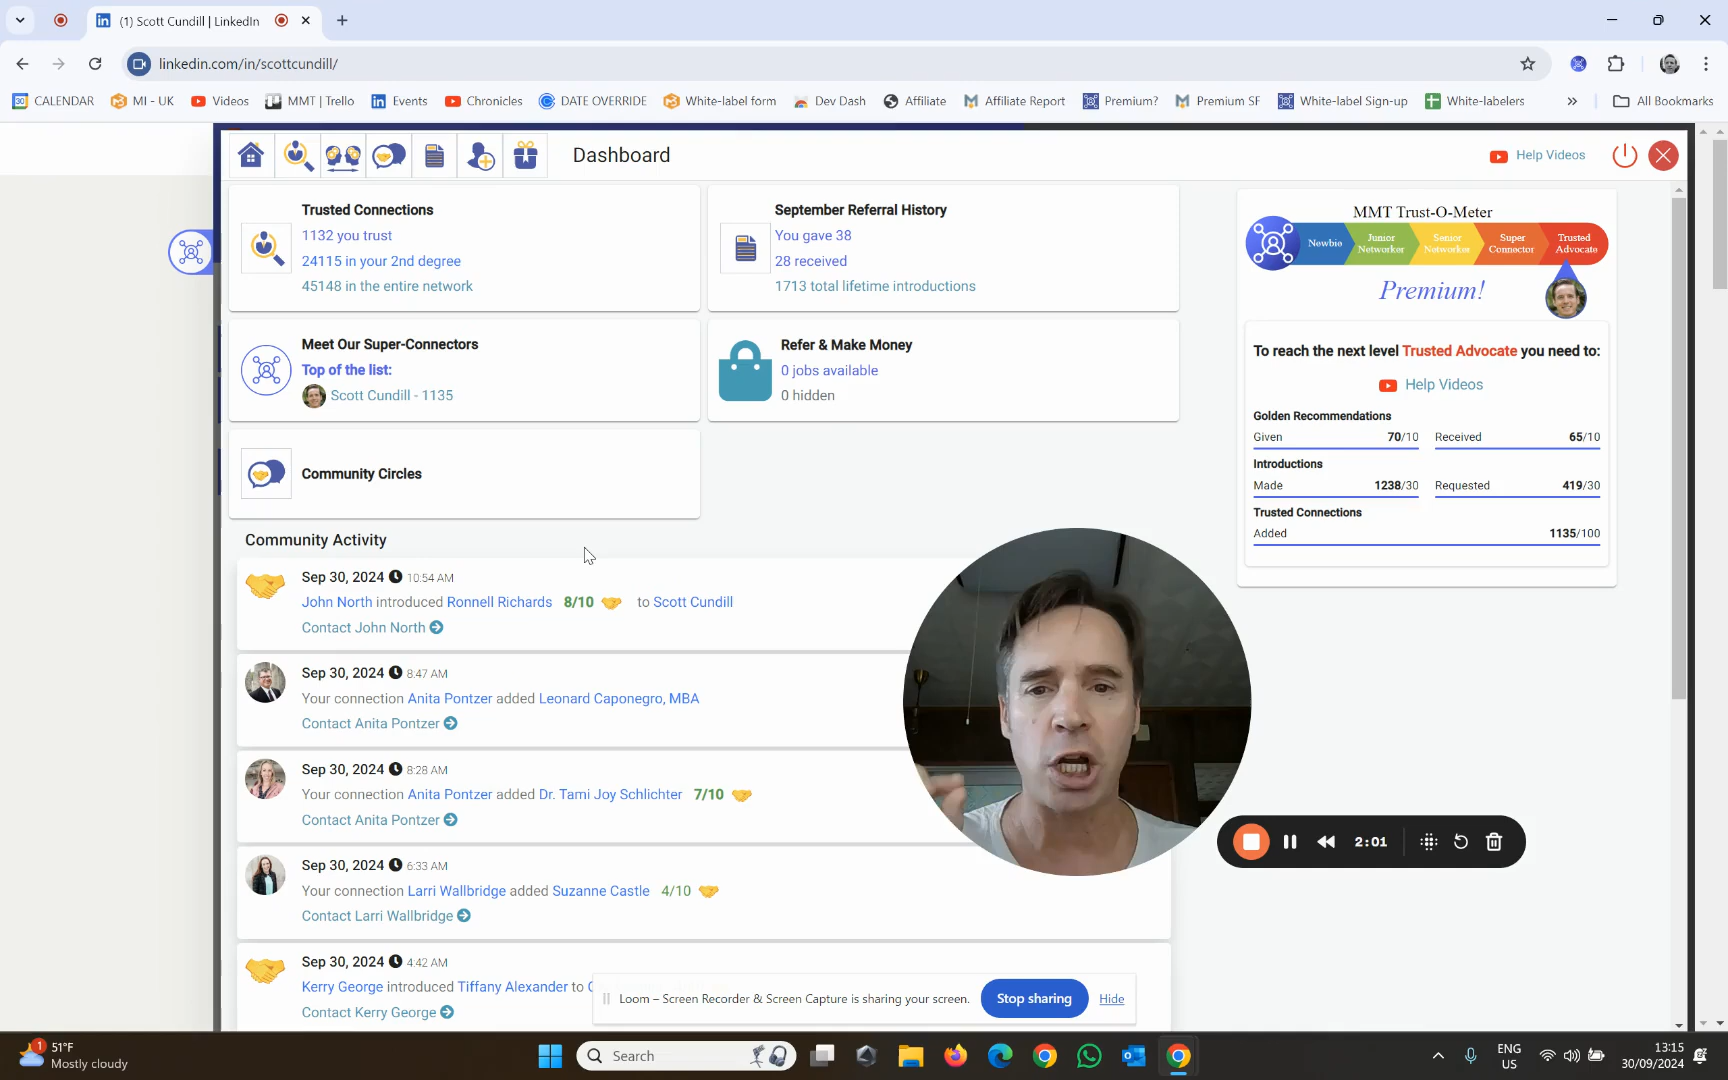 (1) Scott Cundill | LinkedIn
linkedin.com/in/scottcundill/
30 CALENDAR MI - UK Videos MMT | Trello Events Chronicles DATE OVERRIDE White-label form Dev Dash Affiliate Affiliate Report Premium? Premium SF White-label Sign-up White-labelers » All Bookmarks
Dashboard
Help Videos
Trusted Connections
1132 you trust
24115 in your 2nd degree
45148 in the entire network
September Referral History
You gave 38
28 received
1713 total lifetime introductions
Meet Our Super-Connectors
Top of the list:
Scott Cundill - 1135
Refer & Make Money
0 jobs available
0 hidden
Community Circles
MMT Trust-O-Meter
Newbie Junior Networker Senior Networker Super Connector Trusted Advocate
Premium!
To reach the next level Trusted Advocate you need to:
Help Videos
Golden Recommendations
Given 70/10 Received 65/10
Introductions
Made 1238/30 Requested 419/30
Trusted Connections
Added 1135/100
Community Activity
Sep 30, 2024 10:54 AM
John North introduced Ronnell Richards 8/10 to Scott Cundill
Contact John North
Sep 30, 2024 8:47 AM
Your connection Anita Pontzer added Leonard Caponegro, MBA
Contact Anita Pontzer
Sep 30, 2024 8:28 AM
Your connection Anita Pontzer added Dr. Tami Joy Schlichter 7/10
Contact Anita Pontzer
Sep 30, 2024 6:33 AM
Your connection Larri Wallbridge added Suzanne Castle 4/10
Contact Larri Wallbridge
Sep 30, 2024 4:42 AM
Kerry George introduced Tiffany Alexander to
Contact Kerry George
2:01
Loom – Screen Recorder & Screen Capture is sharing your screen. Stop sharing Hide
1 51°F
Mostly cloudy
Search
ENG
US
13:15
30/09/2024